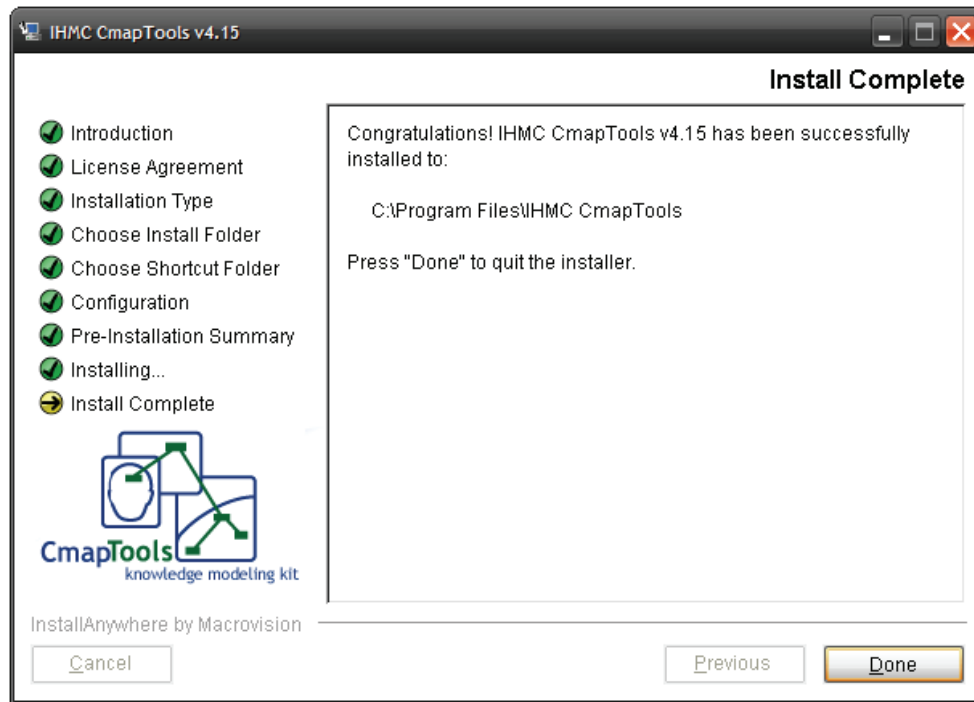 IHMC CmapTools v4.15
Install Complete
Introduction
License Agreement
Installation Type
Choose Install Folder
Choose Shortcut Folder
Configuration
Pre-Installation Summary
Installing...
Install Complete
Congratulations! IHMC CmapTools v4.15 has been successfully
installed to:
C:\Program Files\IHMC CmapTools
Press "Done" to quit the installer.
CmapTools
knowledge modeling kit
InstallAnywhere by Macrovision
Cancel
Previous
Done